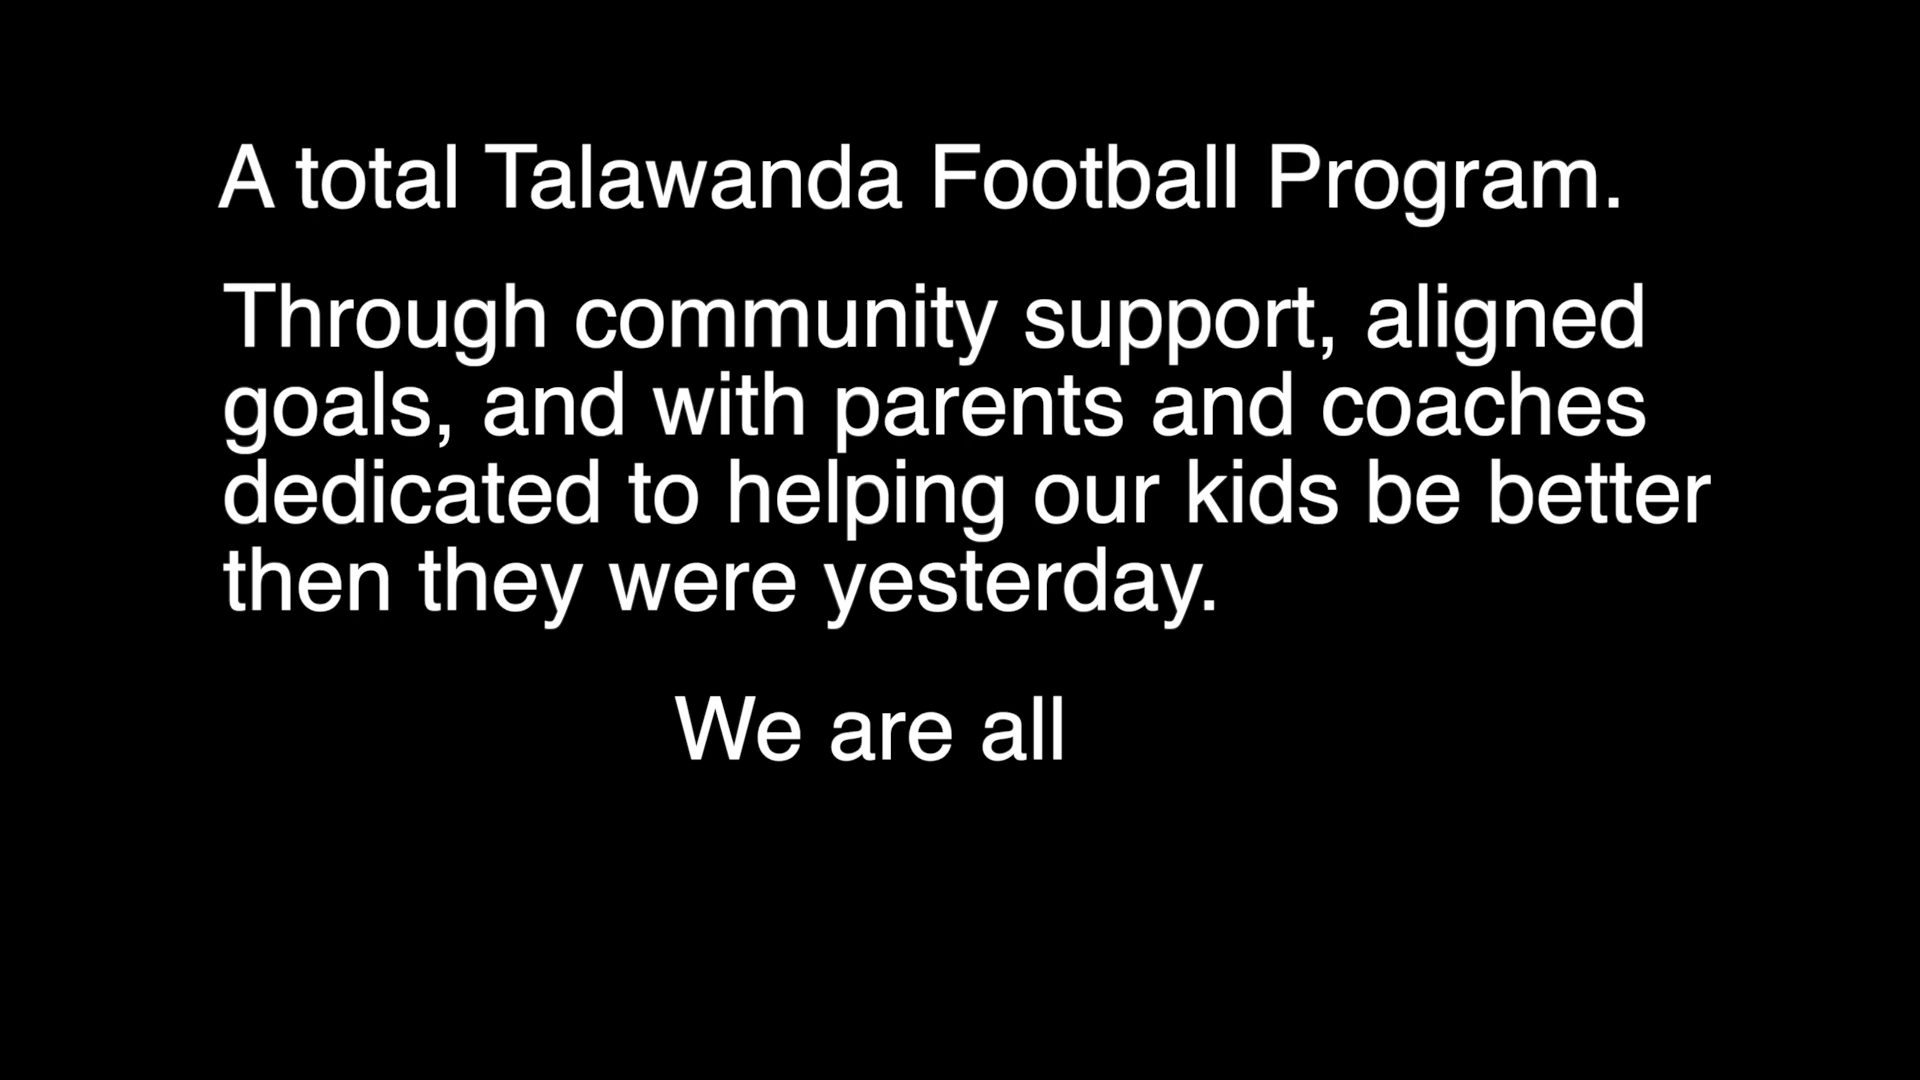 A total Talawanda Football Program.
Through community support, aligned
goals, and with parents and coaches
dedicated to helping our kids be better
then they were yesterday.
We are all